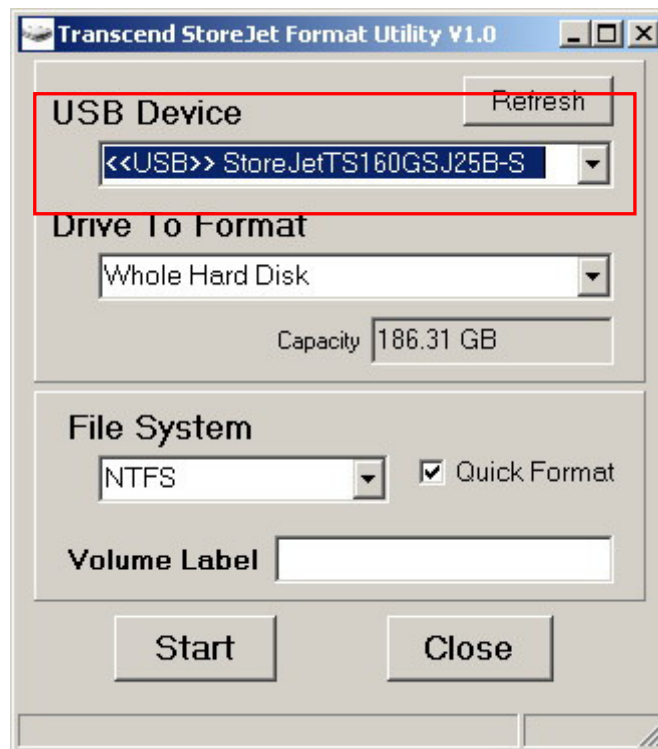 Transcend StoreJet Format Utility V1.0
Refresh
USB Device
<<USB>> StoreJetTS160GSJ25B-S
Drive To Format
Whole Hard Disk
Capacity 186.31 GB
File System
NTFS
Quick Format
Volume Label
Start Close